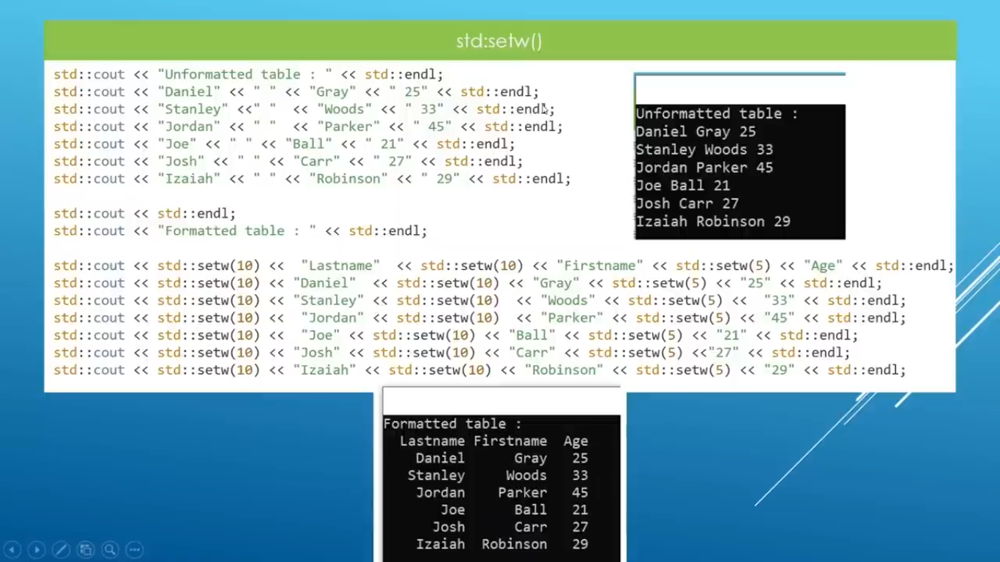 std:setw()
std::cout << "Unformatted table : " << std::endl;
std::cout << "Daniel" << " " << "Gray" << " 25" << std::endl;
std::cout << "Stanley" <<" "  << "Woods" << " 33" << std::endl;
std::cout << "Jordan" << " "  << "Parker" << " 45" << std::endl;
std::cout << "Joe" << " " << "Ball" << " 21" << std::endl;
std::cout << "Josh" << " " << "Carr" << " 27" << std::endl;
std::cout << "Izaiah" << " "  << "Robinson" << " 29" << std::endl;
std::cout << std::endl;
std::cout << "Formatted table : " << std::endl;
std::cout << std::setw(10) <<  "Lastname"  << std::setw(10) << "Firstname" << std::setw(5) << "Age" << std::endl;
std::cout << std::setw(10) << "Daniel"  << std::setw(10) << "Gray" << std::setw(5) << "25" << std::endl;
std::cout << std::setw(10) << "Stanley" << std::setw(10)  << "Woods" << std::setw(5) <<  "33" << std::endl;
std::cout << std::setw(10) <<  "Jordan" << std::setw(10)  << "Parker" << std::setw(5) << "45" << std::endl;
std::cout << std::setw(10) <<  "Joe" << std::setw(10) << "Ball" << std::setw(5) << "21" << std::endl;
std::cout << std::setw(10) << "Josh" << std::setw(10) << "Carr" << std::setw(5) <<"27" << std::endl;
std::cout << std::setw(10) << "Izaiah" << std::setw(10) << "Robinson" << std::setw(5) << "29" << std::endl;
Unformatted table :
Daniel Gray 25
Stanley Woods 33
Jordan Parker 45
Joe Ball 21
Josh Carr 27
Izaiah Robinson 29
Formatted table :
Lastname Firstname  Age
Daniel      Gray   25
Stanley     Woods   33
Jordan    Parker   45
Joe      Ball   21
Josh      Carr   27
Izaiah  Robinson   29